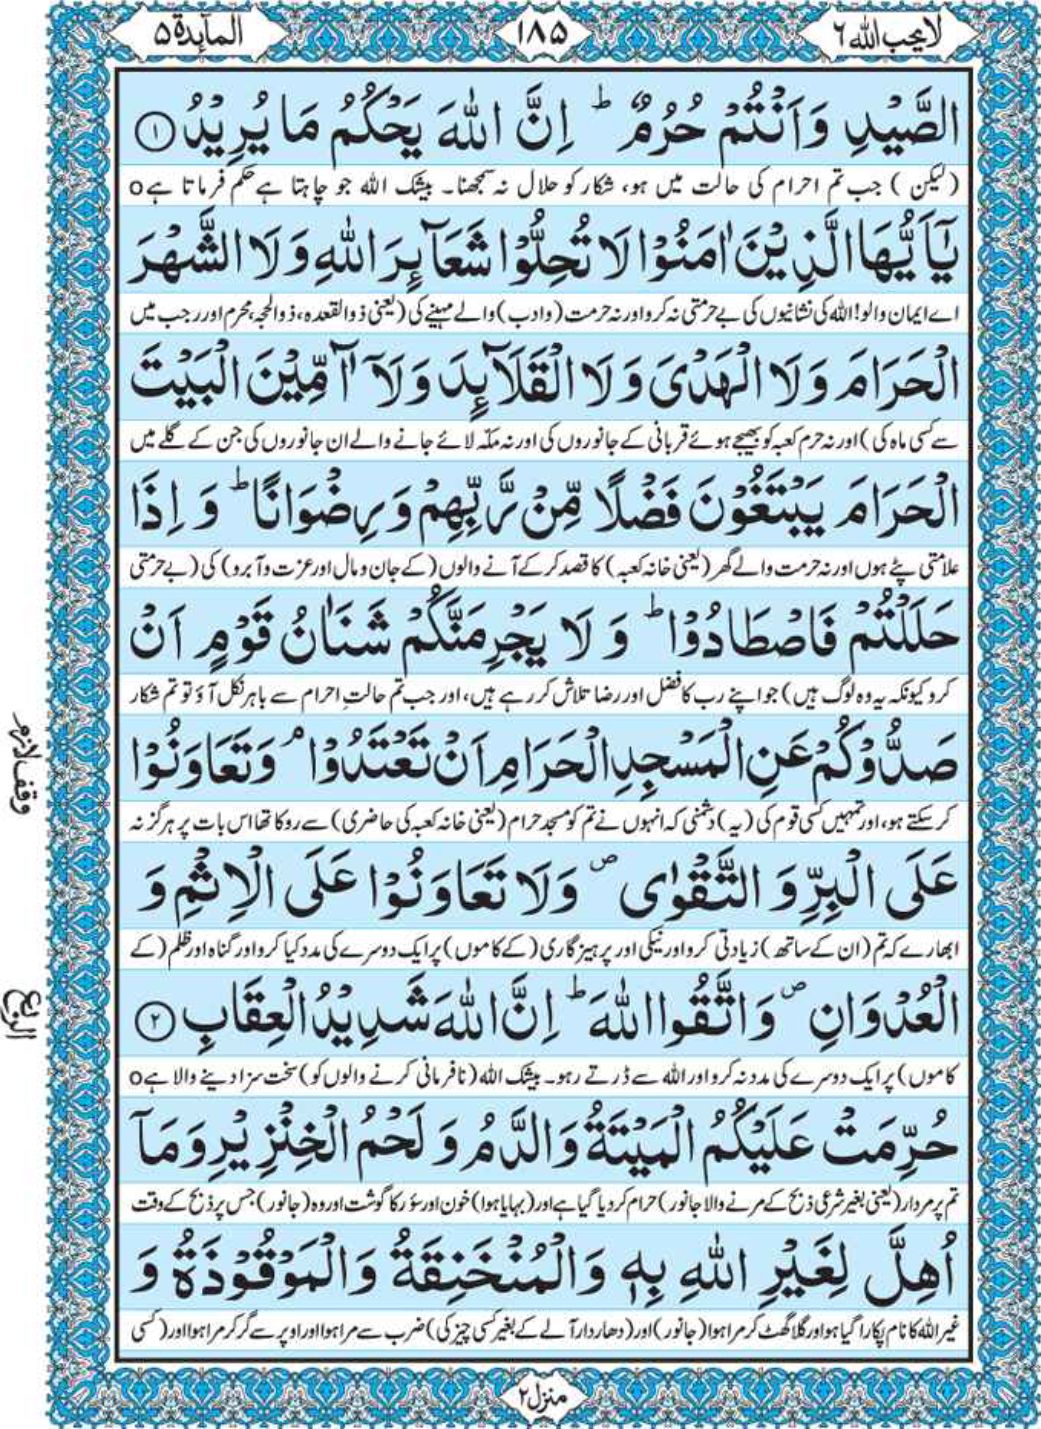 لا یحب اللہ ٦
١٨٥
المآىدة ٥
الصَّيْدِ وَاَنْتُمْ حُرُمٌ ؕ اِنَّ اللّٰهَ يَحْكُمُ مَا يُرِيْدُ ﴿١﴾
(لیکن) جب تم احرام کی حالت میں ہو، شکار کو حلال نہ سمجھنا۔ بیشک اللہ جو چاہتا ہے حکم فرماتا ہےo
يٰۤاَيُّهَا الَّذِيْنَ اٰمَنُوْا لَا تُحِلُّوْا شَعَآىِٕرَ اللّٰهِ وَلَا الشَّهْرَ
اے ایمان والو! اللہ کی نشانیوں کی بے حرمتی نہ کرو اور نہ حرمت (و ادب) والے مہینے کی (یعنی ذوالقعدہ، ذوالحجہ، محرم اور رجب میں
الْحَرَامَ وَلَا الْهَدْىَ وَلَا الْقَلَآىِٕدَ وَلَاۤ آٰمِّيْنَ الْبَيْتَ
سے کسی ماہ کی) اور نہ حرم کعبہ کو بھیجے ہوئے قربانی کے جانوروں کی اور نہ مکّہ لائے جانے والے ان جانوروں کی جن کے گلے میں
الْحَرَامَ يَبْتَغُوْنَ فَضْلًا مِّنْ رَّبِّهِمْ وَرِضْوَانًا ؕ وَ اِذَا
علامتی پٹے ہوں اور نہ حرمت والے گھر (یعنی خانہ کعبہ) کا قصد کرکے آنے والوں (کے جان و مال اور عزت و آبرو) کی (بے حرمتی
حَلَلْتُمْ فَاصْطَادُوْا ؕ وَ لَا يَجْرِمَنَّكُمْ شَنَاٰنُ قَوْمٍ اَنْ
کرو کیونکہ یہ وہ لوگ ہیں) جو اپنے رب کا فضل اور رضا تلاش کر رہے ہیں، اور جب تم حالتِ احرام سے باہر نکل آؤ تو تم شکار
صَدُّوْكُمْ عَنِ الْمَسْجِدِ الْحَرَامِ اَنْ تَعْتَدُوْا ۘ وَتَعَاوَنُوْا
وقف لازم
کر سکتے ہو، اور تمہیں کسی قوم کی (یہ) دشمنی کہ انہوں نے تم کو مسجد حرام (یعنی خانہ کعبہ کی حاضری) سے روکا تھا اس بات پر ہرگز نہ
عَلَى الْبِرِّ وَ التَّقْوٰى ۪ وَلَا تَعَاوَنُوْا عَلَى الْاِثْمِ وَ
ابھارے کہ تم (ان کے ساتھ) زیادتی کرو اور نیکی اور پرہیزگاری (کے کاموں) پر ایک دوسرے کی مدد کیا کرو اور گناہ اور ظلم (کے
الْعُدْوَانِ ۪ وَاتَّقُوا اللّٰهَ ؕ اِنَّ اللّٰهَ شَدِيْدُ الْعِقَابِ ﴿٢﴾
الربع
کاموں) پر ایک دوسرے کی مدد نہ کرو اور اللہ سے ڈرتے رہو۔ بیشک اللہ (نافرمانی کرنے والوں کو) سخت سزا دینے والا ہےo
حُرِّمَتْ عَلَيْكُمُ الْمَيْتَةُ وَالدَّمُ وَ لَحْمُ الْخِنْزِيْرِ وَمَاۤ
تم پر مردار (یعنی بغیر شرعی ذبح کے مرنے والا جانور) حرام کر دیا گیا ہے اور (بہایا ہوا) خون اور سؤر کا گوشت اور وہ (جانور) جس پر ذبح کے وقت
اُهِلَّ لِغَيْرِ اللّٰهِ بِهٖ وَالْمُنْخَنِقَةُ وَالْمَوْقُوْذَةُ وَ
غیر اللہ کا نام پکارا گیا ہو اور گلا گھٹ کر مرا ہوا (جانور) اور (دھار دار آلے کے بغیر کسی چیز کی) ضرب سے مرا ہوا اور اوپر سے گر کر مرا ہوا اور (کسی
منزل ٢